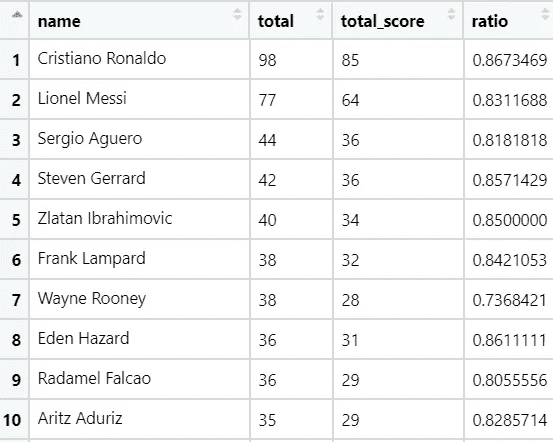 name total total_score ratio
1 Cristiano Ronaldo 98 85 0.8673469
2 Lionel Messi 77 64 0.8311688
3 Sergio Aguero 44 36 0.8181818
4 Steven Gerrard 42 36 0.8571429
5 Zlatan Ibrahimovic 40 34 0.8500000
6 Frank Lampard 38 32 0.8421053
7 Wayne Rooney 38 28 0.7368421
8 Eden Hazard 36 31 0.8611111
9 Radamel Falcao 36 29 0.8055556
10 Aritz Aduriz 35 29 0.8285714